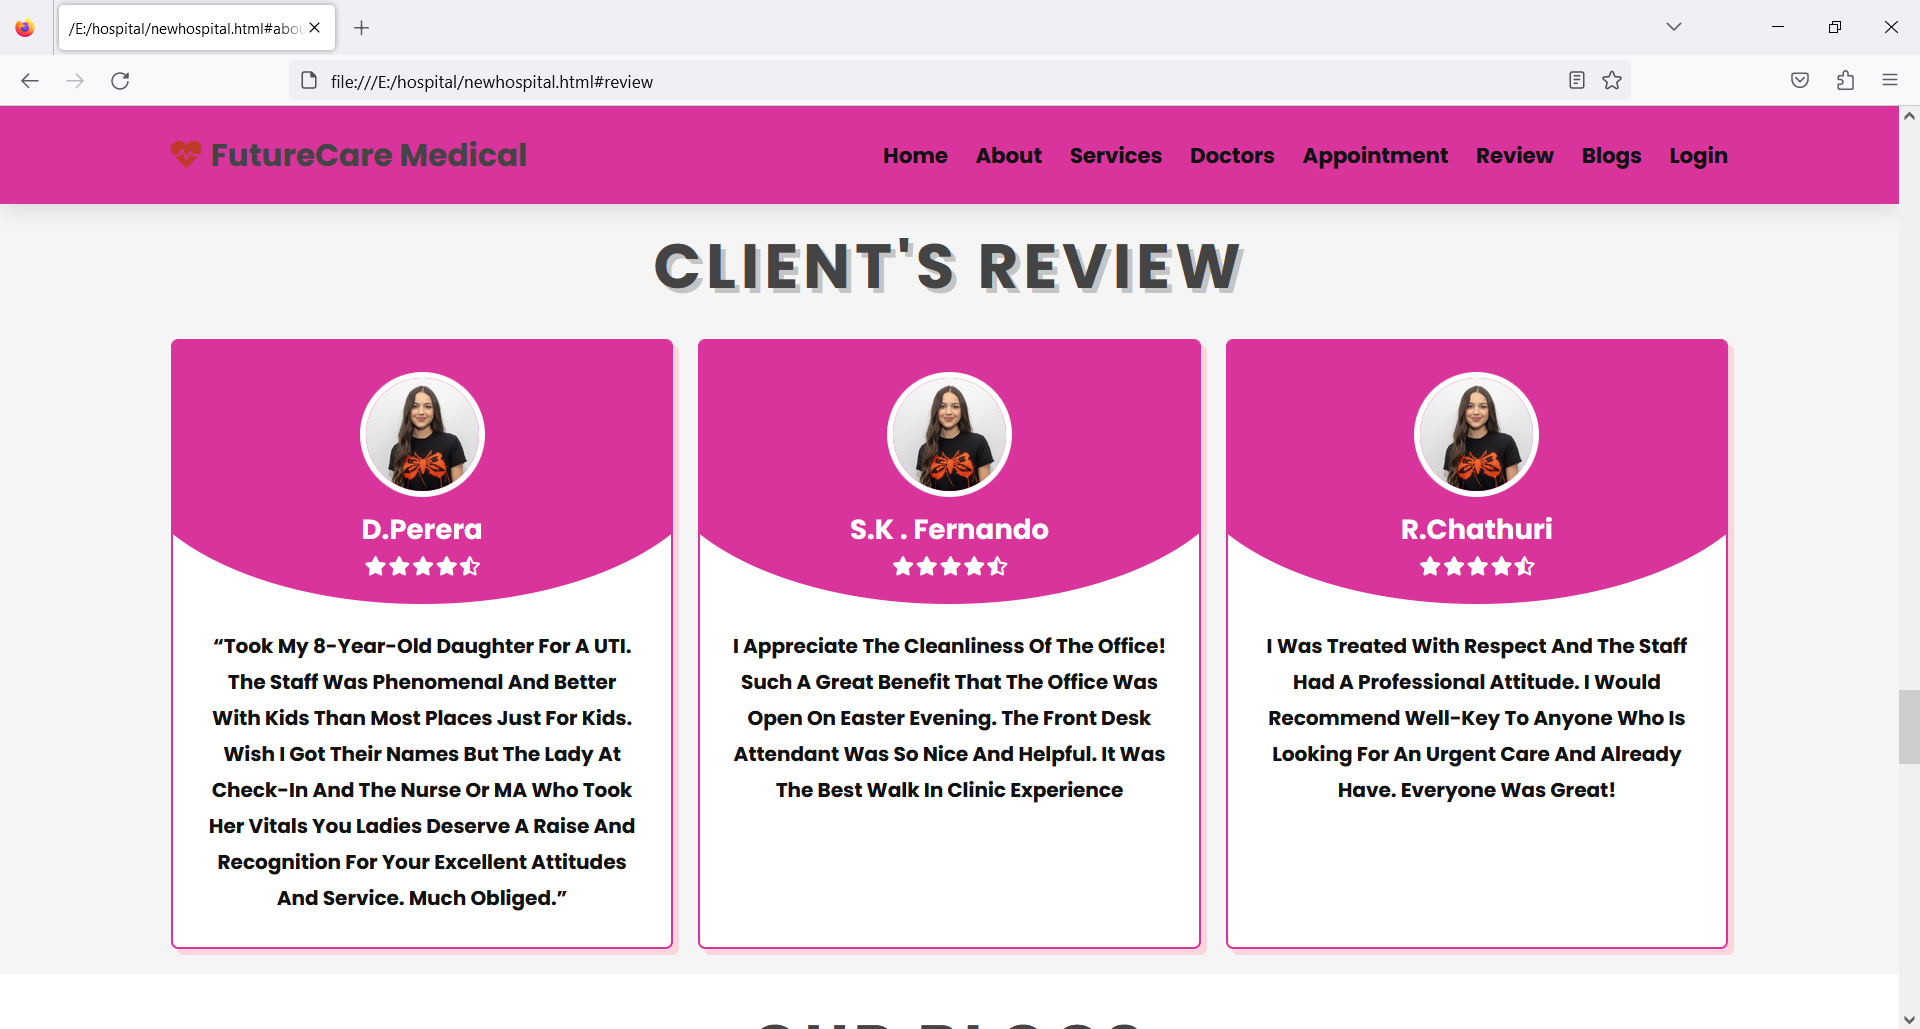 /E:/hospital/newhospital.html#abou
file:///E:/hospital/newhospital.html#review
FutureCare Medical
Home About Services Doctors Appointment Review Blogs Login
CLIENT'S REVIEW
D.Perera
“Took My 8-Year-Old Daughter For A UTI.
The Staff Was Phenomenal And Better
With Kids Than Most Places Just For Kids.
Wish I Got Their Names But The Lady At
Check-In And The Nurse Or MA Who Took
Her Vitals You Ladies Deserve A Raise And
Recognition For Your Excellent Attitudes
And Service. Much Obliged.”
S.K . Fernando
I Appreciate The Cleanliness Of The Office!
Such A Great Benefit That The Office Was
Open On Easter Evening. The Front Desk
Attendant Was So Nice And Helpful. It Was
The Best Walk In Clinic Experience
R.Chathuri
I Was Treated With Respect And The Staff
Had A Professional Attitude. I Would
Recommend Well-Key To Anyone Who Is
Looking For An Urgent Care And Already
Have. Everyone Was Great!
OUR BLOGS